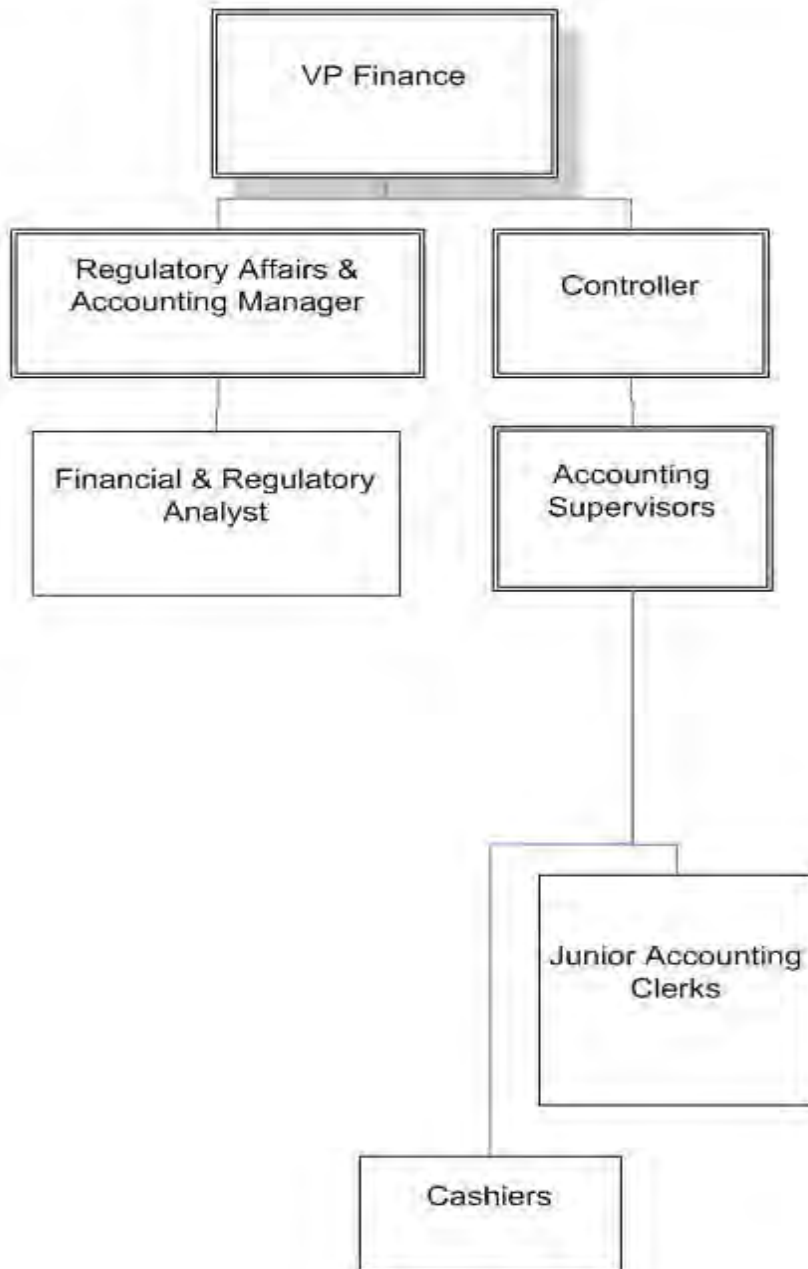 VP Finance
Regulatory Affairs &
Accounting Manager
Controller
Financial & Regulatory
Analyst
Accounting
Supervisors
Junior Accounting
Clerks
Cashiers